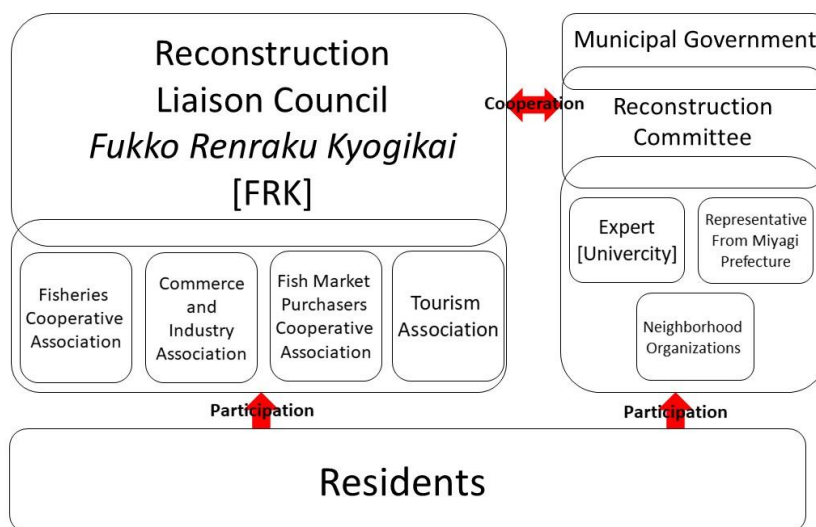 Reconstruction
Liaison Council
Fukko Renraku Kyogikai
[FRK]
Fisheries
Cooperative
Association
Commerce
and
Industry
Association
Fish Market
Purchasers
Cooperative
Association
Tourism
Association
Cooperation
Municipal Government
Reconstruction
Committee
Expert
[Univercity]
Representative
From Miyagi
Prefecture
Neighborhood
Organizations
Participation
Participation
Residents